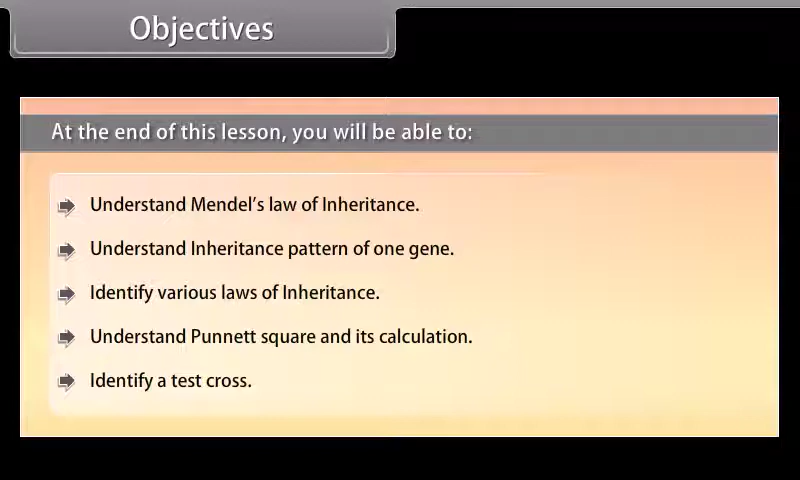 Objectives
At the end of this lesson, you will be able to:
Understand Mendel's law of Inheritance.
Understand Inheritance pattern of one gene.
Identify various laws of Inheritance.
Understand Punnett square and its calculation.
Identify a test cross.